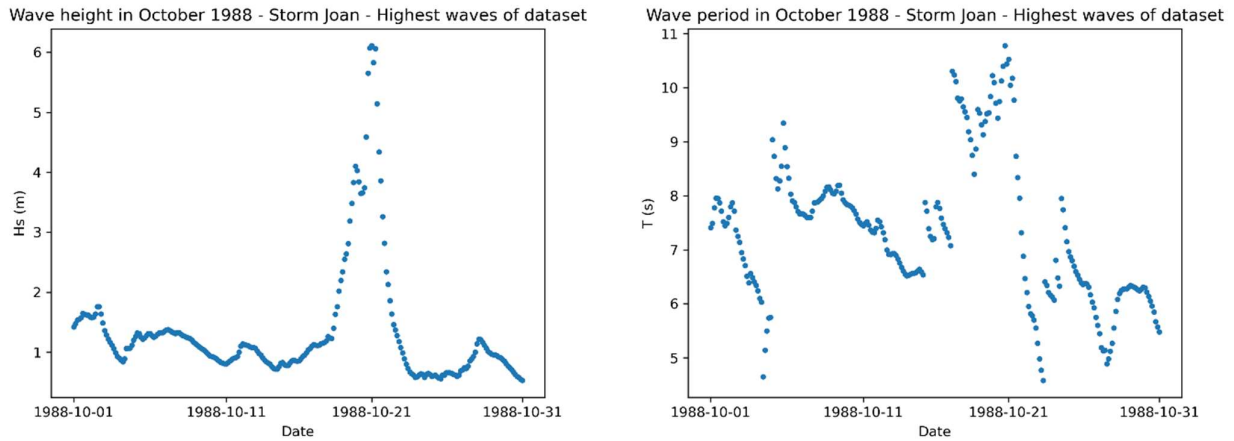 Wave height in October 1988 - Storm Joan - Highest waves of dataset
6
5
4
3
2
1
Hs (m)
1988-10-01 1988-10-11 1988-10-21 1988-10-31
Date
Wave period in October 1988 - Storm Joan - Highest waves of dataset
11
10
9
8
7
6
5
T (s)
1988-10-01 1988-10-11 1988-10-21 1988-10-31
Date